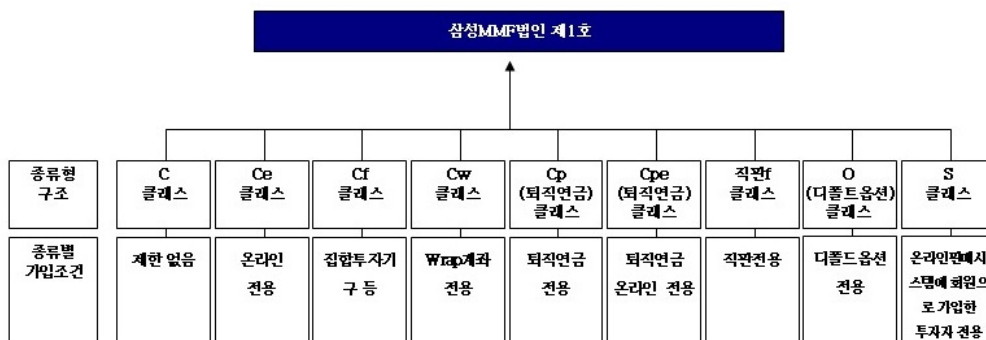 삼성MMF법인 제1호
종류형
구조
C
클래스
Ce
클래스
Cf
클래스
Cw
클래스
Cp
(퇴직연금)
클래스
Cpe
(퇴직연금)
클래스
직판f
클래스
O
(디폴트옵션)
클래스
S
클래스
종류별
가입조건
제한 없음
온라인
전용
집합투자기
구 등
Wrap계좌
전용
퇴직연금
전용
퇴직연금
온라인 전용
직판전용
디폴트옵션
전용
온라인판매시
스템에 회원으
로 가입한
투자자 전용